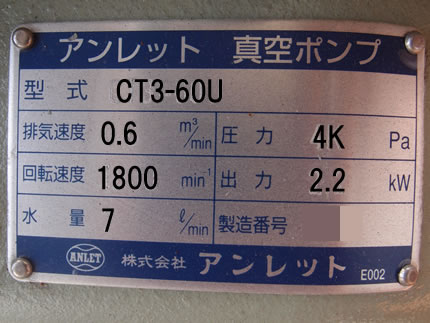 アンレット 真空ポンプ
型式 CT3-60U
排気速度 0.6 m³/min 圧力 4K Pa
回転速度 1800 min⁻¹ 出力 2.2 kW
水量 7 ℓ/min 製造番号
ANLET 株式会社 アンレット E002